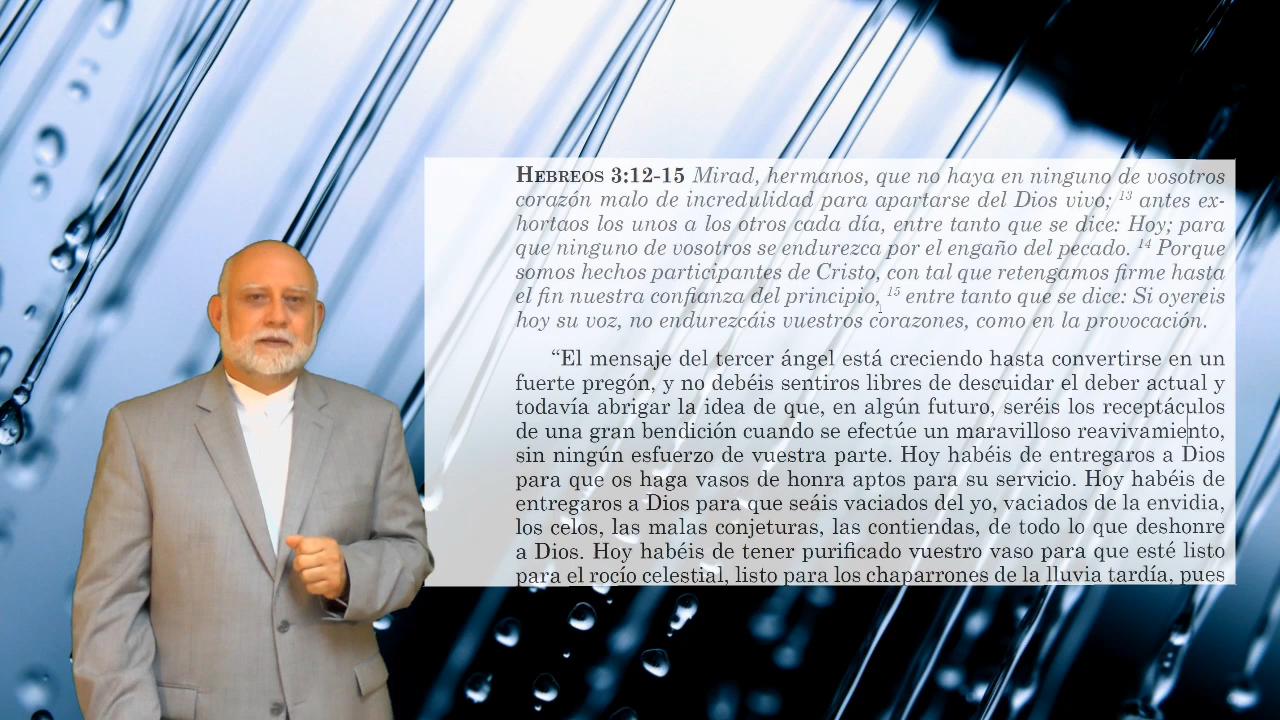 HEBREOS 3:12-15 Mirad, hermanos, que no haya en ninguno de vosotros
corazón malo de incredulidad para apartarse del Dios vivo; 13 antes ex-
hortaos los unos a los otros cada día, entre tanto que se dice: Hoy; para
que ninguno de vosotros se endurezca por el engaño del pecado. 14 Porque
somos hechos participantes de Cristo, con tal que retengamos firme hasta
el fin nuestra confianza del principio, 15 entre tanto que se dice: Si oyereis
hoy su voz, no endurezcáis vuestros corazones, como en la provocación.
“El mensaje del tercer ángel está creciendo hasta convertirse en un
fuerte pregón, y no debéis sentiros libres de descuidar el deber actual y
todavía abrigar la idea de que, en algún futuro, seréis los receptáculos
de una gran bendición cuando se efectúe un maravilloso reavivamiento,
sin ningún esfuerzo de vuestra parte. Hoy habéis de entregaros a Dios
para que os haga vasos de honra aptos para su servicio. Hoy habéis de
entregaros a Dios para que seáis vaciados del yo, vaciados de la envidia,
los celos, las malas conjeturas, las contiendas, de todo lo que deshonre
a Dios. Hoy habéis de tener purificado vuestro vaso para que esté listo
para el rocío celestial, listo para los chaparrones de la lluvia tardía, pues